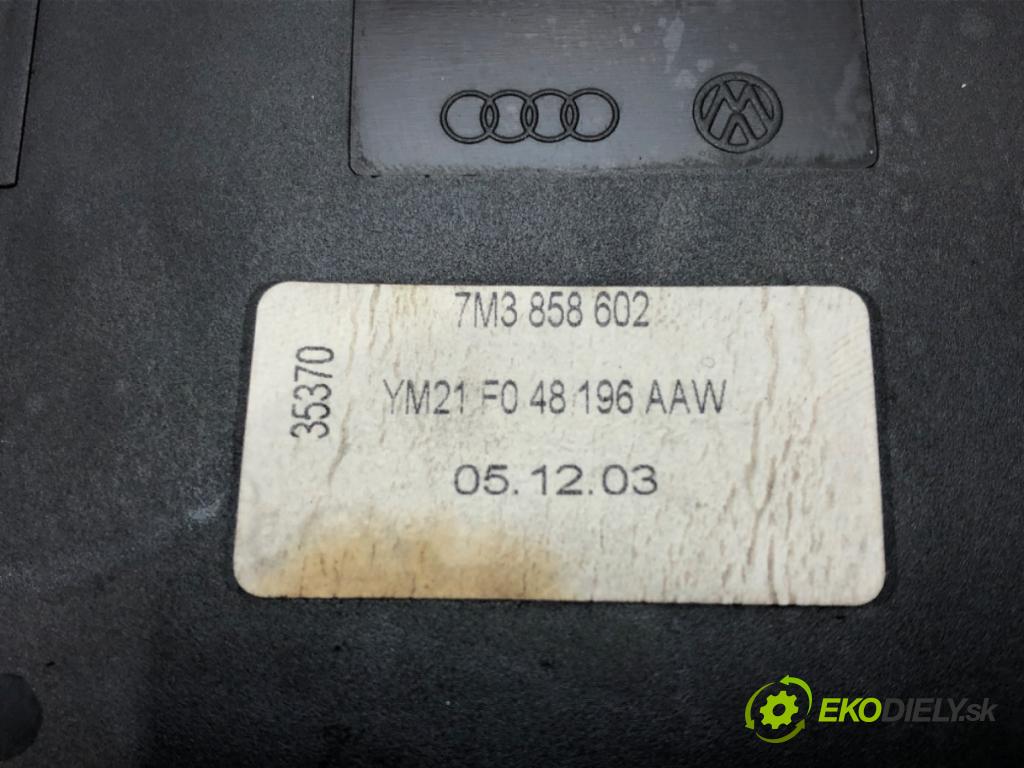 7M3 858 602
35370
YM21 F0 48 196 AAW
05.12.03
EKODIELY.sk